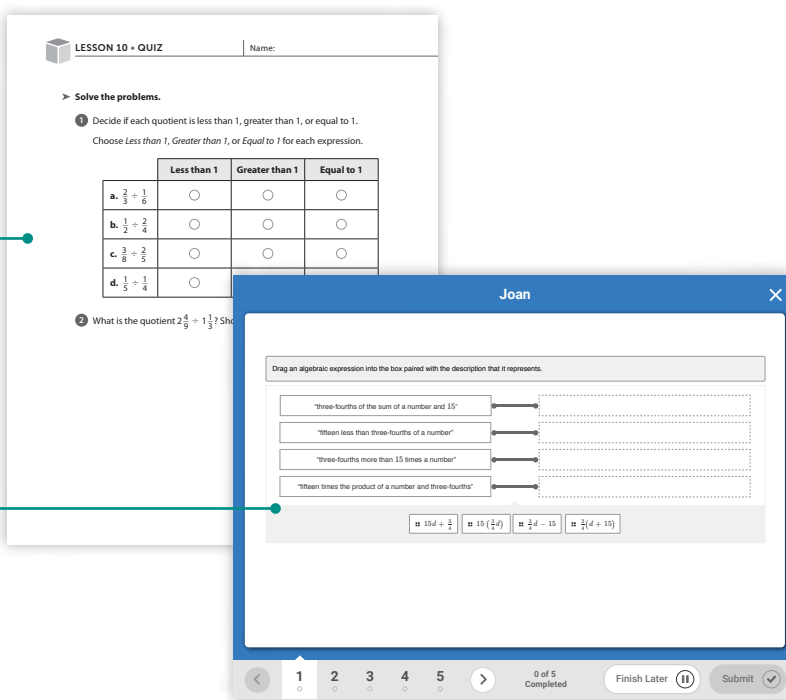 LESSON 10 • QUIZ
Name:
➤ Solve the problems.
1 Decide if each quotient is less than 1, greater than 1, or equal to 1.
Choose Less than 1, Greater than 1, or Equal to 1 for each expression.
Less than 1 Greater than 1 Equal to 1
a. 2/3 ÷ 1/6
b. 1/2 ÷ 2/4
c. 3/8 ÷ 2/5
d. 1/5 ÷ 1/4
2 What is the quotient 2 4/9 ÷ 1 1/3? Sho
Joan
Drag an algebraic expression into the box paired with the description that it represents.
"three-fourths of the sum of a number and 15"
"fifteen less than three-fourths of a number"
"three-fourths more than 15 times a number"
"fifteen times the product of a number and three-fourths"
15d + 3/4
15 (3/4 d)
3/4 d − 15
3/4 (d + 15)
1 2 3 4 5
0 of 5
Completed
Finish Later
Submit